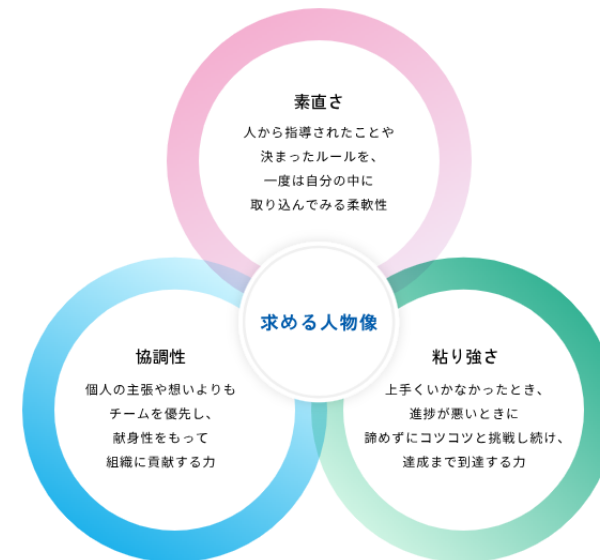 素直さ
人から指導されたことや
決まったルールを、
一度は自分の中に
取り込んでみる柔軟性
求める人物像
協調性
個人の主張や想いよりも
チームを優先し、
献身性をもって
組織に貢献する力
粘り強さ
上手くいかなかったとき、
進捗が悪いときに
諦めずにコツコツと挑戦し続け、
達成まで到達する力